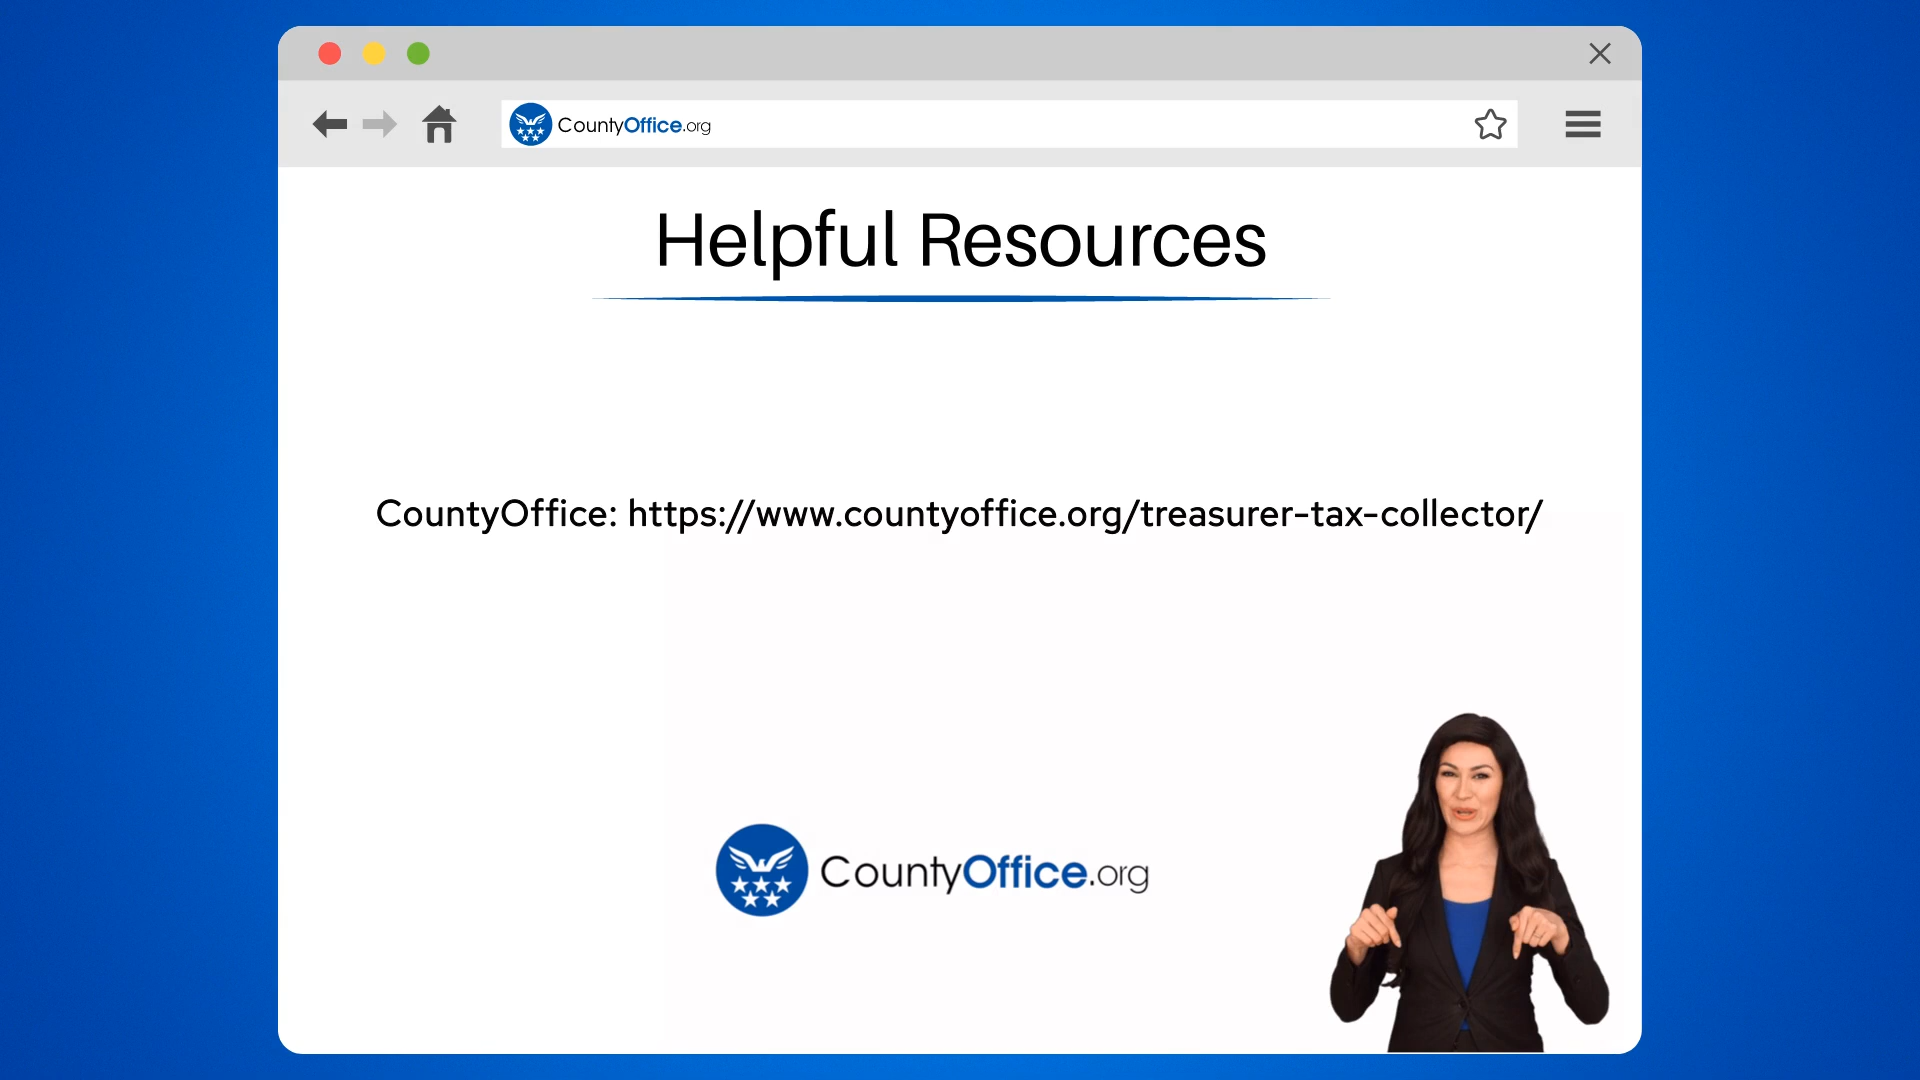 CountyOffice.org
Helpful Resources
CountyOffice: https://www.countyoffice.org/treasurer-tax-collector/
CountyOffice.org